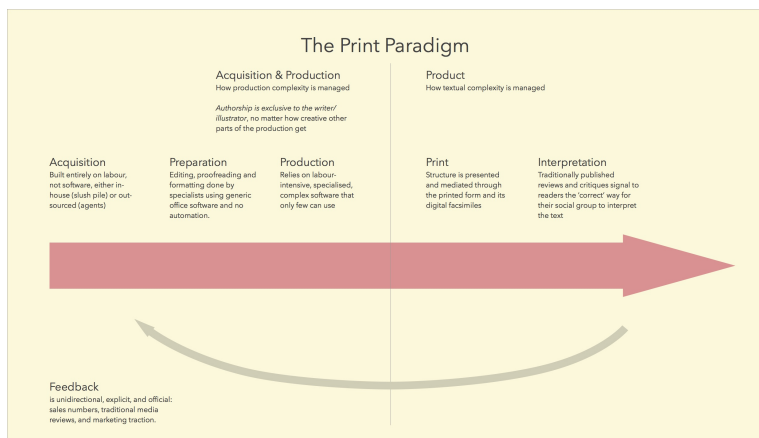 The Print Paradigm
Acquisition & Production
How production complexity is managed
Authorship is exclusive to the writer/
illustrator, no matter how creative other
parts of the production get
Product
How textual complexity is managed
Acquisition
Built entirely on labour,
not software, either in-
house (slush pile) or out-
sourced (agents)
Preparation
Editing, proofreading and
formatting done by
specialists using generic
office software and no
automation.
Production
Relies on labour-
intensive, specialised,
complex software that
only few can use
Print
Structure is presented
and mediated through
the printed form and its
digital facsimiles
Interpretation
Traditionally published
reviews and critiques signal to
readers the ‘correct’ way for
their social group to interpret
the text
Feedback
is unidirectional, explicit, and official:
sales numbers, traditional media
reviews, and marketing traction.